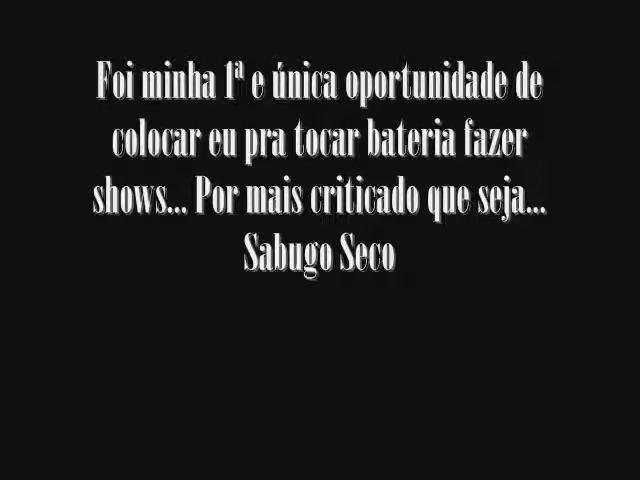 Foi minha 1ª e única oportunidade de
colocar eu pra tocar bateria fazer
shows... Por mais criticado que seja...
Sabugo Seco